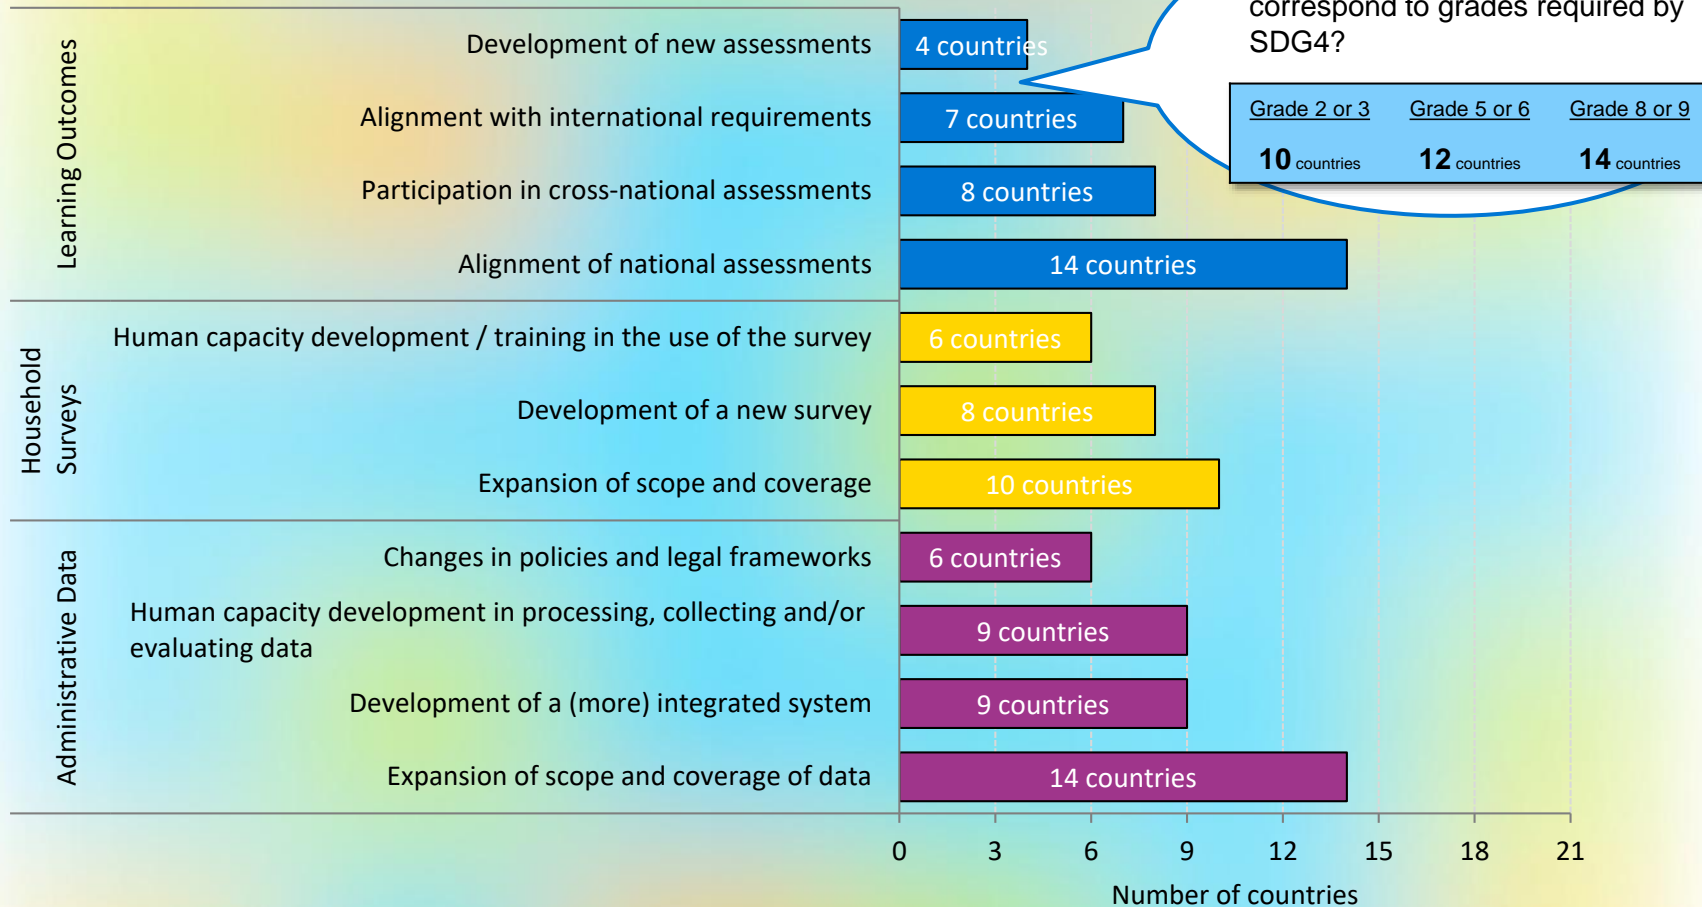 correspond to grades required by
SDG4?
Grade 2 or 3 Grade 5 or 6 Grade 8 or 9
10 countries 12 countries 14 countries
Learning Outcomes
Development of new assessments 4 countries
Alignment with international requirements 7 countries
Participation in cross-national assessments 8 countries
Alignment of national assessments 14 countries
Household
Surveys
Human capacity development / training in the use of the survey 6 countries
Development of a new survey 8 countries
Expansion of scope and coverage 10 countries
Administrative Data
Changes in policies and legal frameworks 6 countries
Human capacity development in processing, collecting and/or
evaluating data 9 countries
Development of a (more) integrated system 9 countries
Expansion of scope and coverage of data 14 countries
0 3 6 9 12 15 18 21
Number of countries